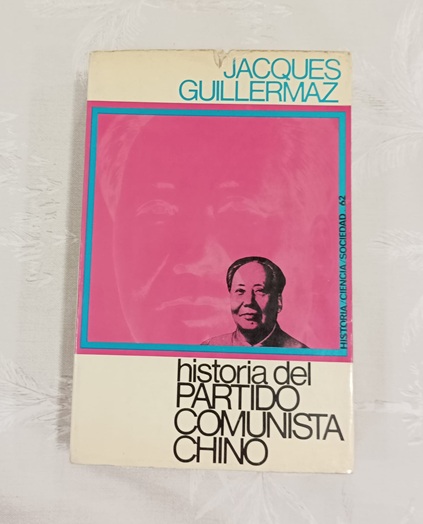 JACQUES
GUILLERMAZ
HISTORIA/CIENCIA/SOCIEDAD 62
historia del
PARTIDO
COMUNISTA
CHINO